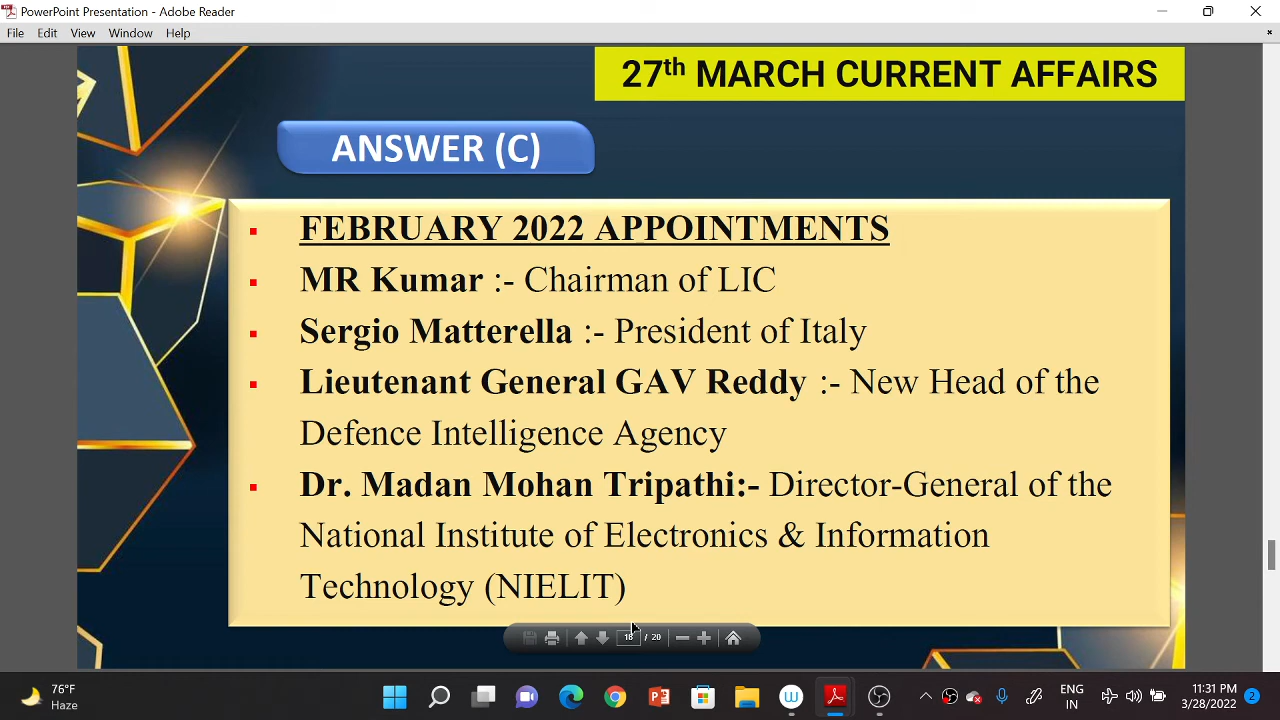 PowerPoint Presentation - Adobe Reader
File Edit View Window Help
27th MARCH CURRENT AFFAIRS
ANSWER (C)
FEBRUARY 2022 APPOINTMENTS
MR Kumar :- Chairman of LIC
Sergio Matterella :- President of Italy
Lieutenant General GAV Reddy :- New Head of the
Defence Intelligence Agency
Dr. Madan Mohan Tripathi:- Director-General of the
National Institute of Electronics & Information
Technology (NIELIT)
18 / 20
76°F
Haze
ENG
IN
11:31 PM
3/28/2022
2